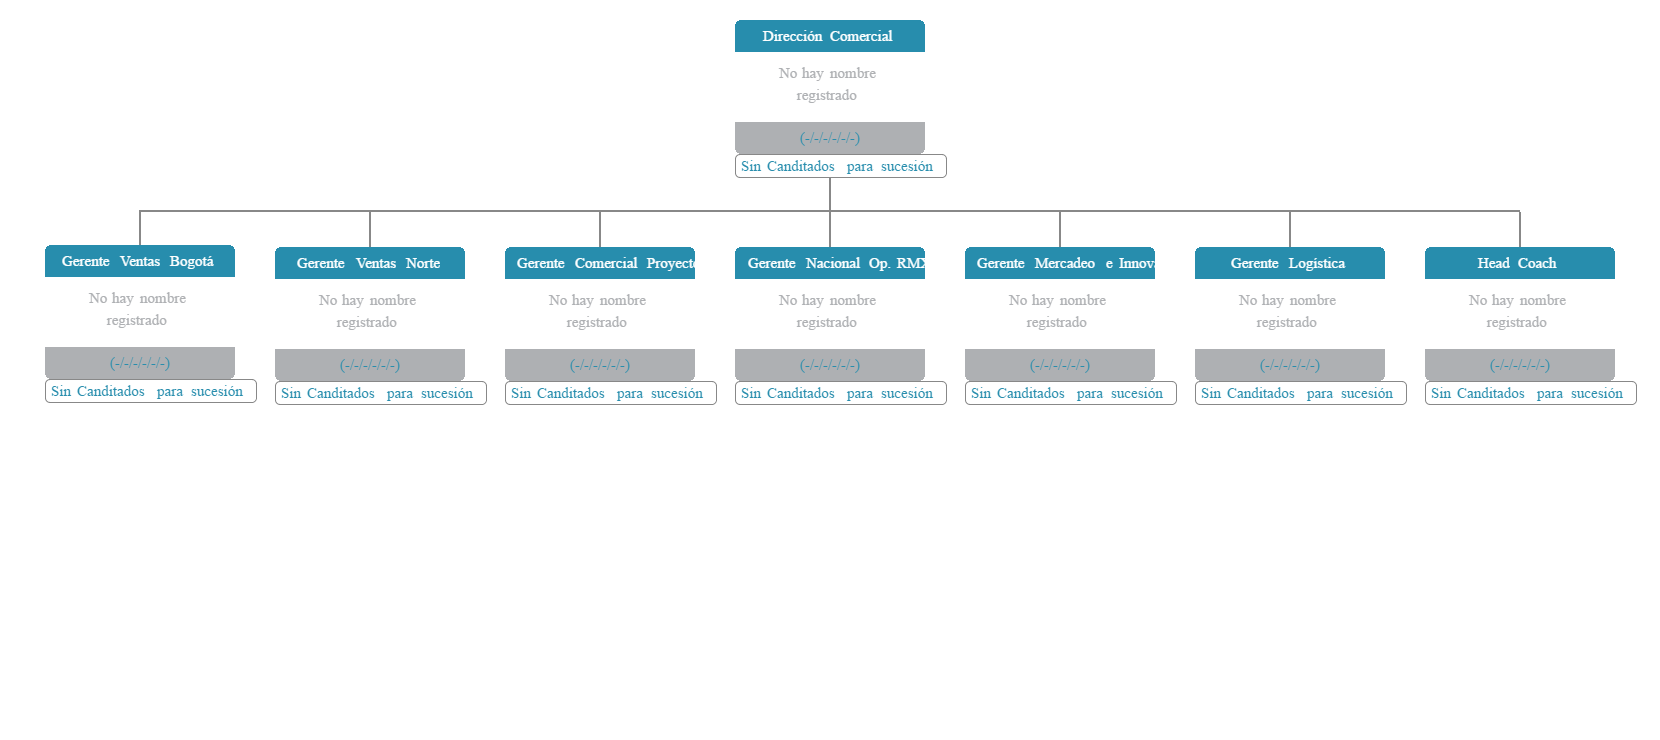 Dirección Comercial
No hay nombre
registrado
(-/-/-/-/-/-)
Sin Canditados para sucesión
Gerente Ventas Bogotá
No hay nombre
registrado
(-/-/-/-/-/-)
Sin Canditados para sucesión
Gerente Ventas Norte
No hay nombre
registrado
(-/-/-/-/-/-)
Sin Canditados para sucesión
Gerente Comercial Proyecto
No hay nombre
registrado
(-/-/-/-/-/-)
Sin Canditados para sucesión
Gerente Nacional Op. RMX
No hay nombre
registrado
(-/-/-/-/-/-)
Sin Canditados para sucesión
Gerente Mercadeo e Innov
No hay nombre
registrado
(-/-/-/-/-/-)
Sin Canditados para sucesión
Gerente Logística
No hay nombre
registrado
(-/-/-/-/-/-)
Sin Canditados para sucesión
Head Coach
No hay nombre
registrado
(-/-/-/-/-/-)
Sin Canditados para sucesión